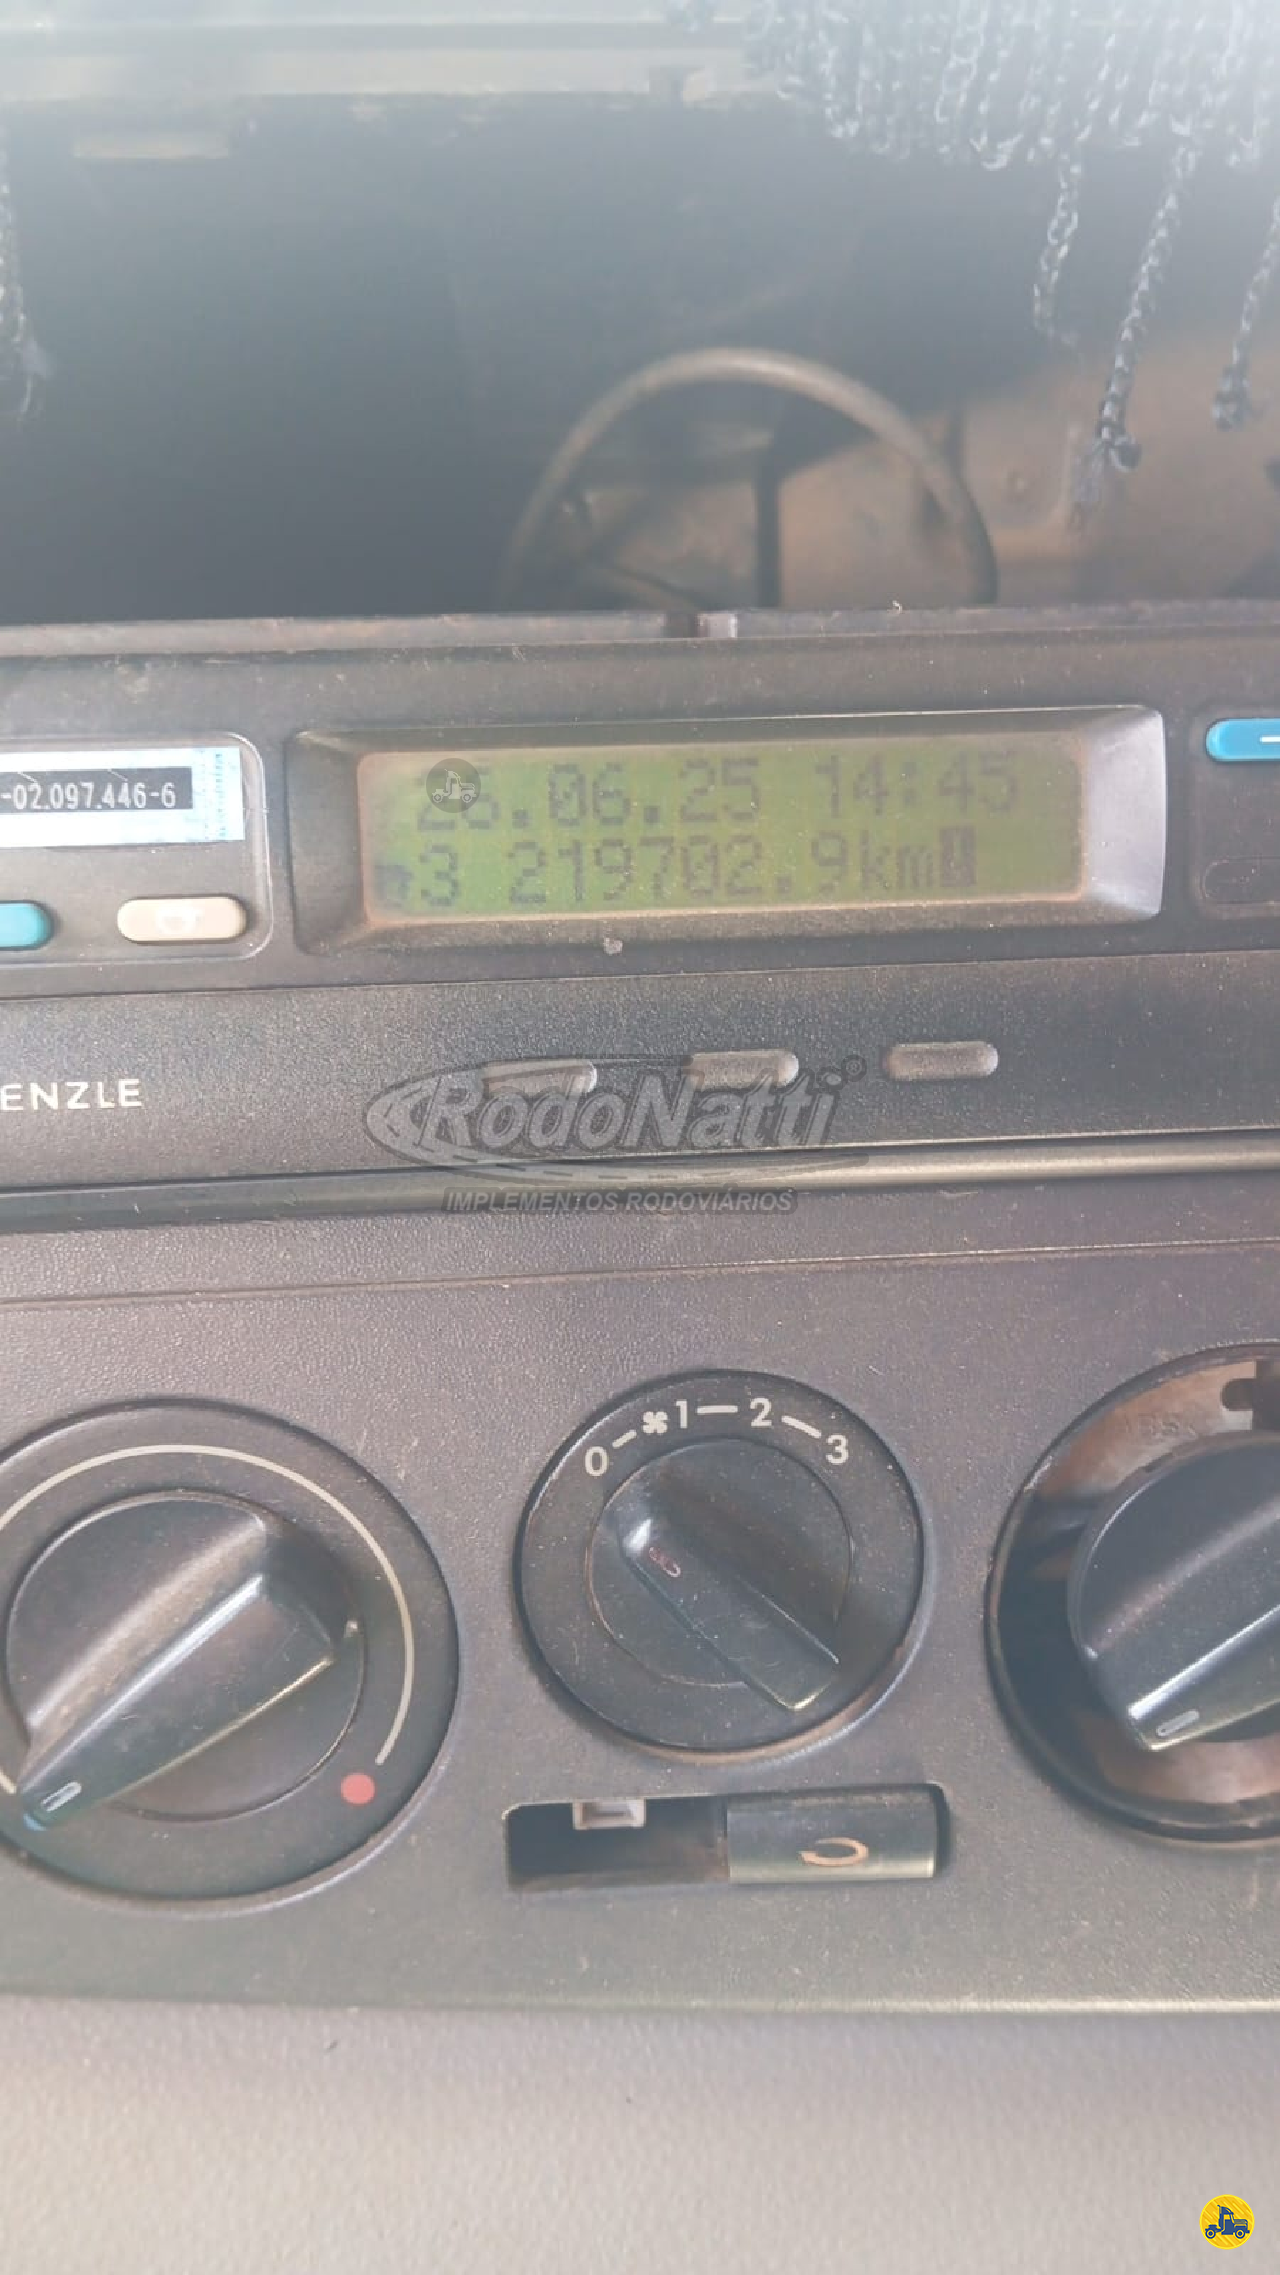 -02.097.446-6
26.06.25 14:45
3 219702.9km
ENZLE
RodoNatti®
IMPLEMENTOS RODOVIÁRIOS
0 1 2 3